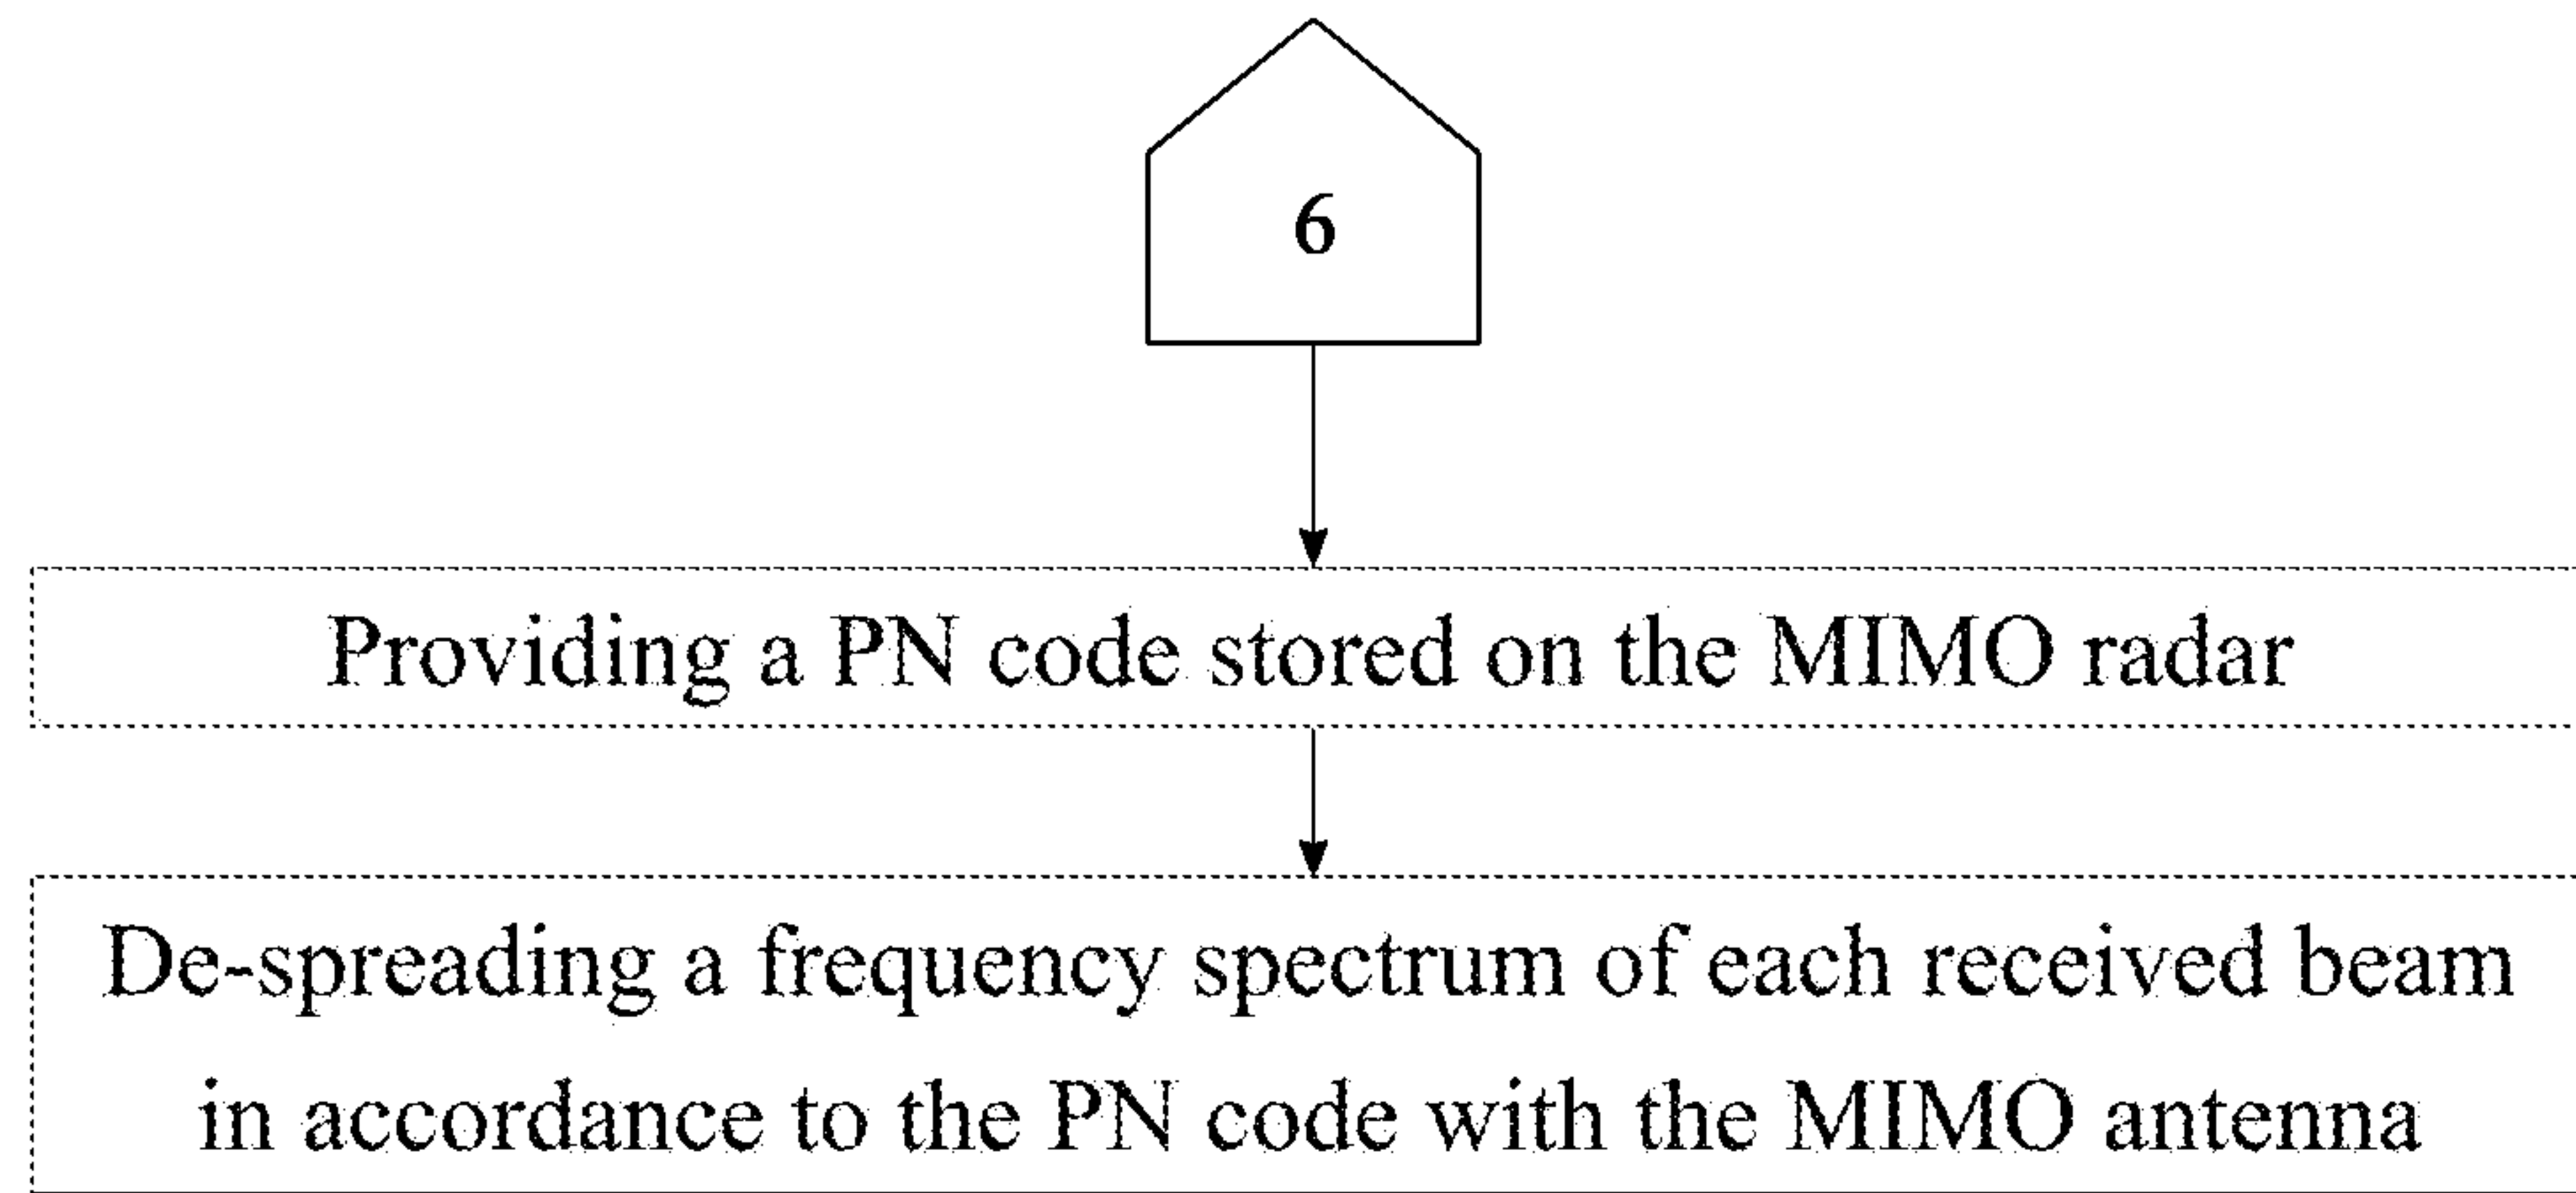 6
Providing a PN code stored on the MIMO radar
De-spreading a frequency spectrum of each received beam
in accordance to the PN code with the MIMO antenna